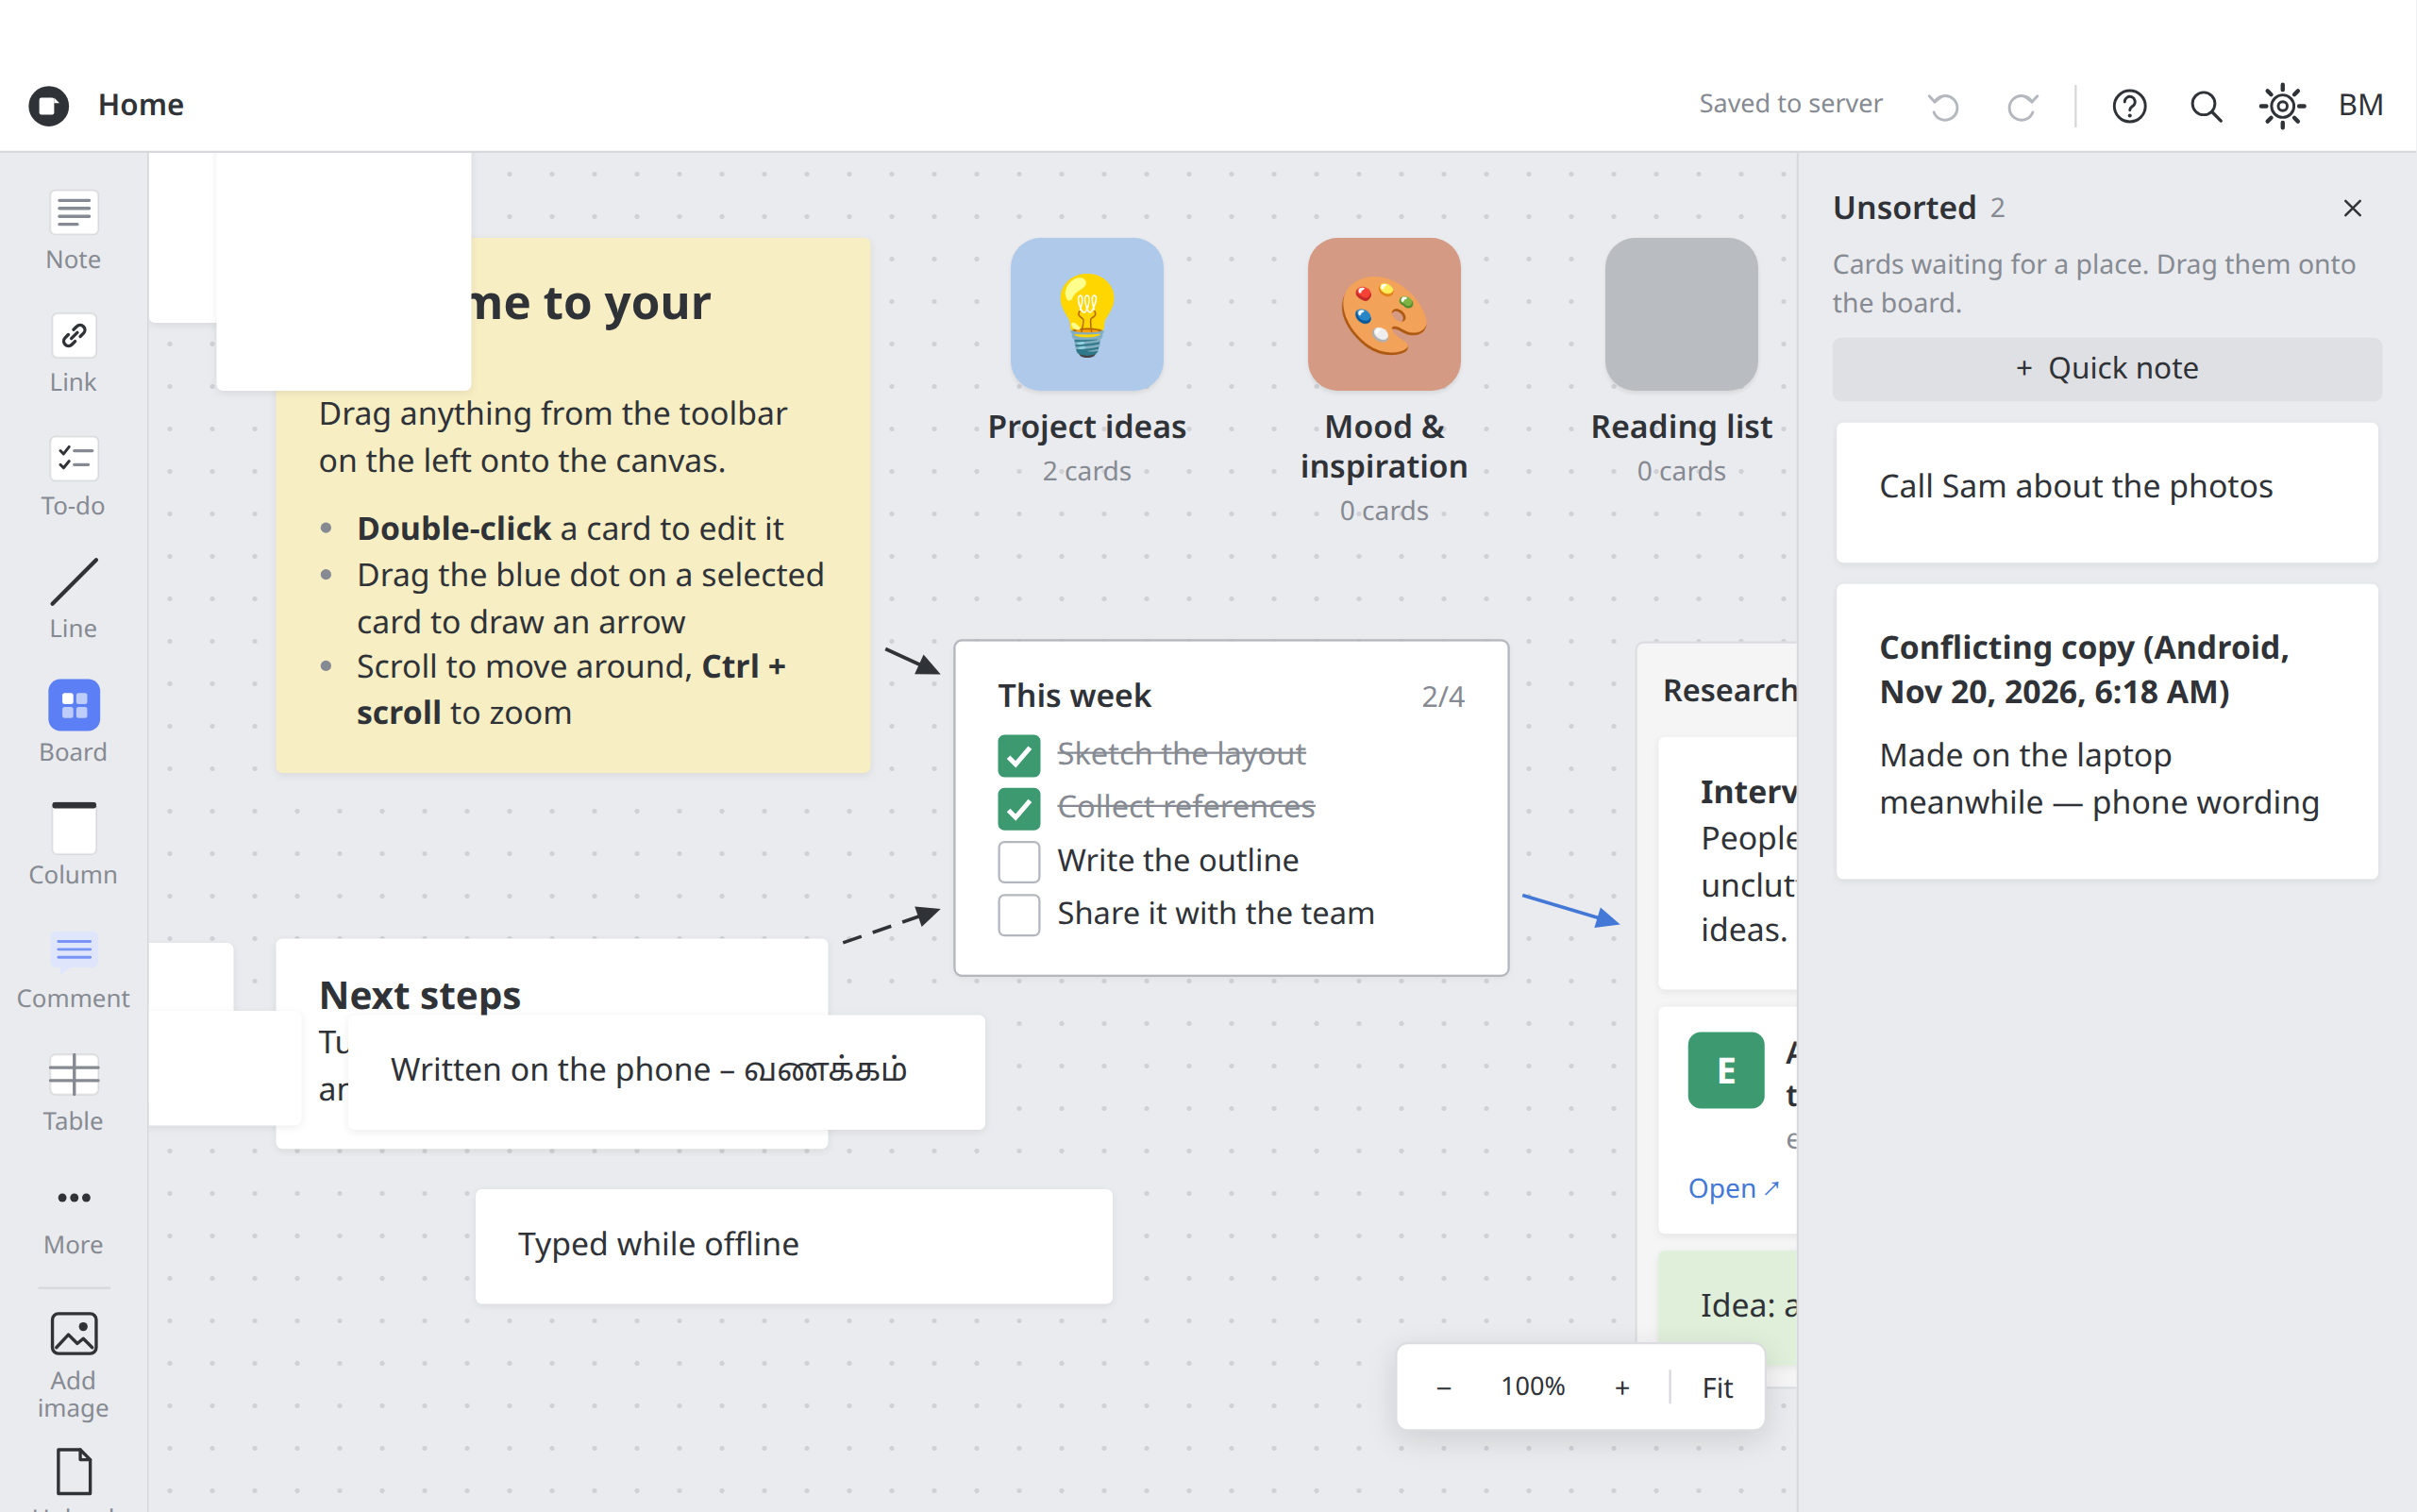 Home
Saved to server
BM
Note
Link
To-do
Line
Board
Column
Comment
Table
More
Add
image
me to your
Drag anything from the toolbar
on the left onto the canvas.
• Double-click a card to edit it
• Drag the blue dot on a selected
card to draw an arrow
• Scroll to move around, Ctrl +
scroll to zoom
Project ideas
2 cards
Mood &
inspiration
0 cards
Reading list
0 cards
This week
2/4
Sketch the layout
Collect references
Write the outline
Share it with the team
Next steps
Written on the phone – வணக்கம்
Typed while offline
Research
People
ideas.
E
Open ↗
Idea:
− 100% + Fit
Unsorted 2
Cards waiting for a place. Drag them onto
the board.
+ Quick note
Call Sam about the photos
Conflicting copy (Android,
Nov 20, 2026, 6:18 AM)
Made on the laptop
meanwhile — phone wording